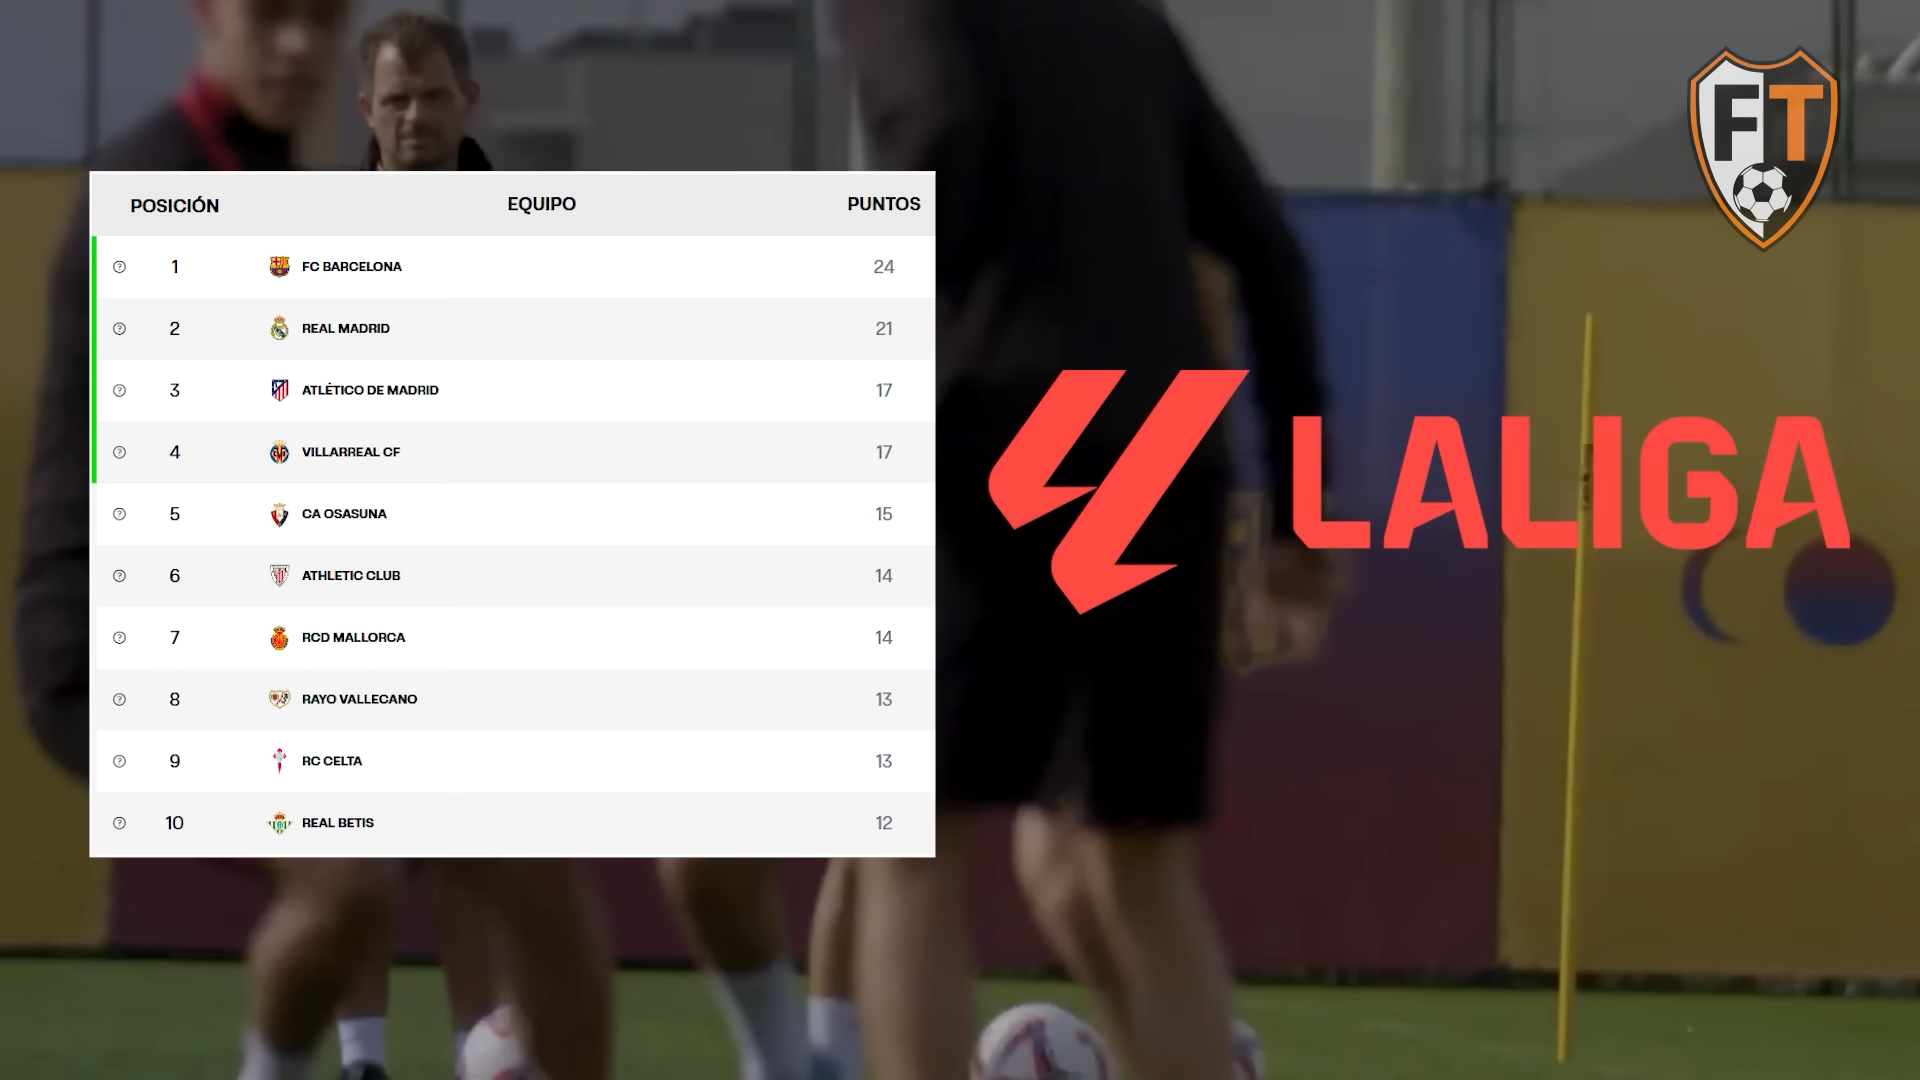 FT
POSICIÓN EQUIPO PUNTOS
1 FC BARCELONA 24
2 REAL MADRID 21
3 ATLÉTICO DE MADRID 17
4 VILLARREAL CF 17
5 CA OSASUNA 15
6 ATHLETIC CLUB 14
7 RCD MALLORCA 14
8 RAYO VALLECANO 13
9 RC CELTA 13
10 REAL BETIS 12
LALIGA